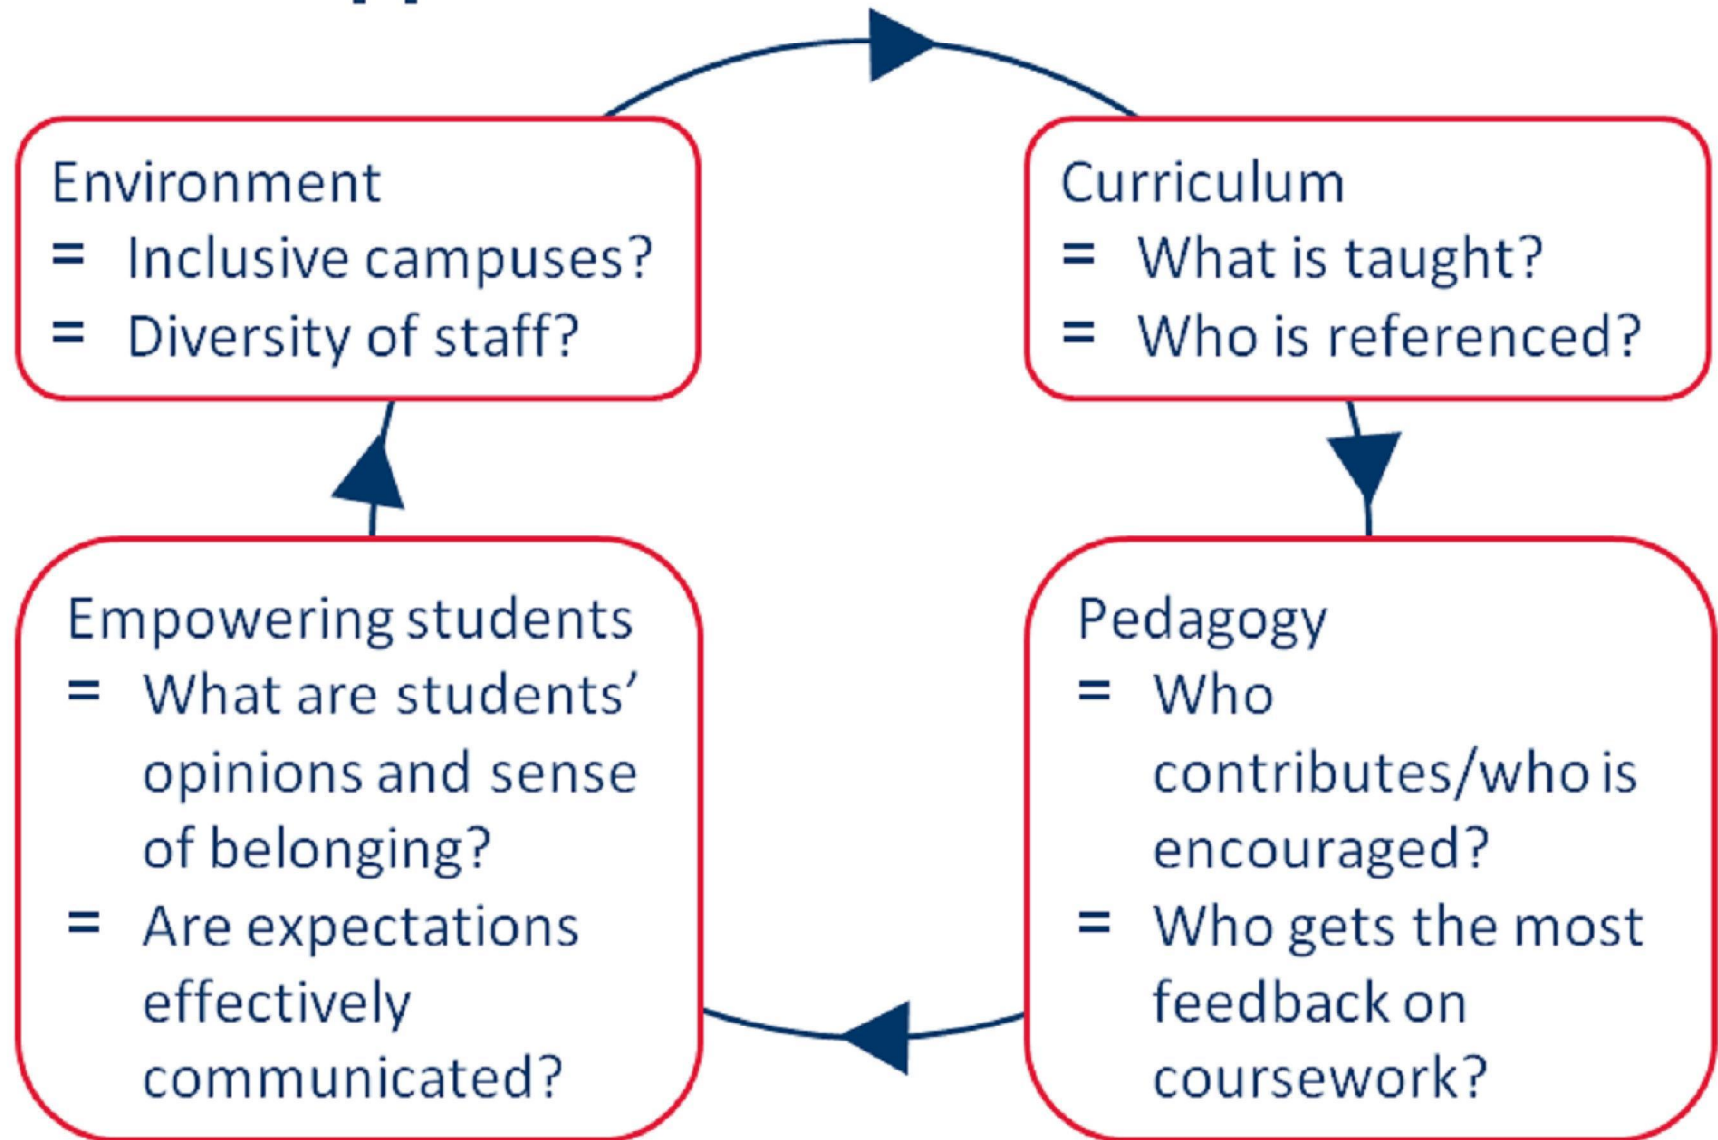 Environment
= Inclusive campuses?
= Diversity of staff?
Curriculum
= What is taught?
= Who is referenced?
Empowering students
= What are students’
opinions and sense
of belonging?
= Are expectations
effectively
communicated?
Pedagogy
= Who
contributes/who is
encouraged?
= Who gets the most
feedback on
coursework?